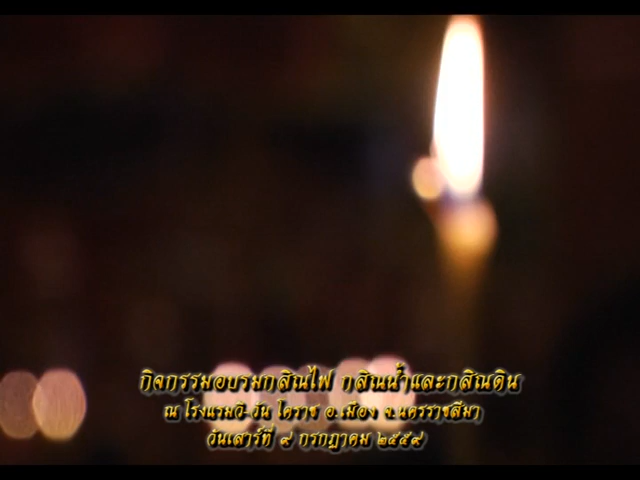 กิจกรรมอบรมกสิณไฟ กสิณน้ำและกสิณดิน
ณ โรงแรมวี-วัน โคราช อ.เมือง จ.นครราชสีมา
วันเสาร์ที่ ๙ กรกฎาคม ๒๕๕๙